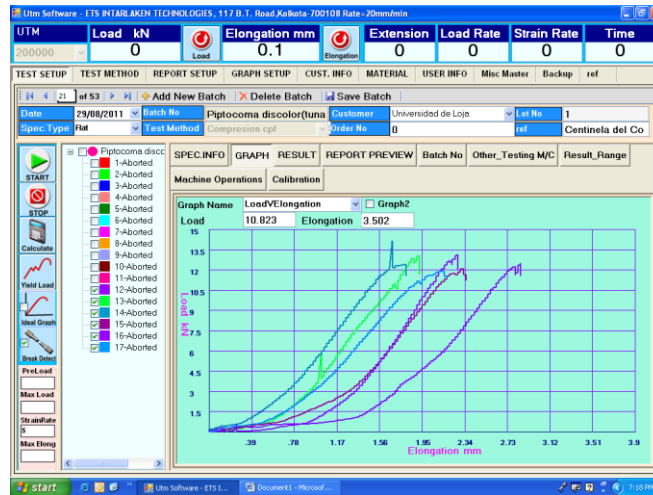 Utm Software - ETS INTARLAKEN TECHNOLOGIES, 117 B.T. Road,Kolkota-700108 Rate=20mm/min
UTM Load kN Elongation mm Extension Load Rate Strain Rate Time
200000 0 Load 0.1 Elongation 0 0 0 0
TEST SETUP TEST METHOD REPORT SETUP GRAPH SETUP CUST. INFO MATERIAL USER INFO Misc Master Backup ref
21 of 53 Add New Batch Delete Batch Save Batch
Date 29/08/2011 Batch No Piptocoma discolor(tuna Customer Universidad de Loja Lot No 1
Spec.Type Flat Test Method Compresion cpf Order No 0 ref Centinela del Co
START
STOP
Calculate
Yield Load
Ideal Graph
Break Detect
PreLoad
Max Load
StrainRate
5
Max Elong
Piptocoma discc
1-Aborted
2-Aborted
3-Aborted
4-Aborted
5-Aborted
6-Aborted
7-Aborted
8-Aborted
9-Aborted
10-Aborted
11-Aborted
12-Aborted
13-Aborted
14-Aborted
15-Aborted
16-Aborted
17-Aborted
SPEC.INFO GRAPH RESULT REPORT PREVIEW Batch No Other_Testing M/C Result_Range
Machine Operations Calibration
Graph Name LoadVElongation Graph2
Load 10.823 Elongation 3.502
15
13.5
12
10.5
9
7.5
6
4.5
3
1.5
Load kN
.39 .78 1.17 1.56 1.95 2.34 2.73 3.12 3.51 3.9
Elongation mm
start Utm Software - ETS I... Document1 - Microsof... 7:18 PM